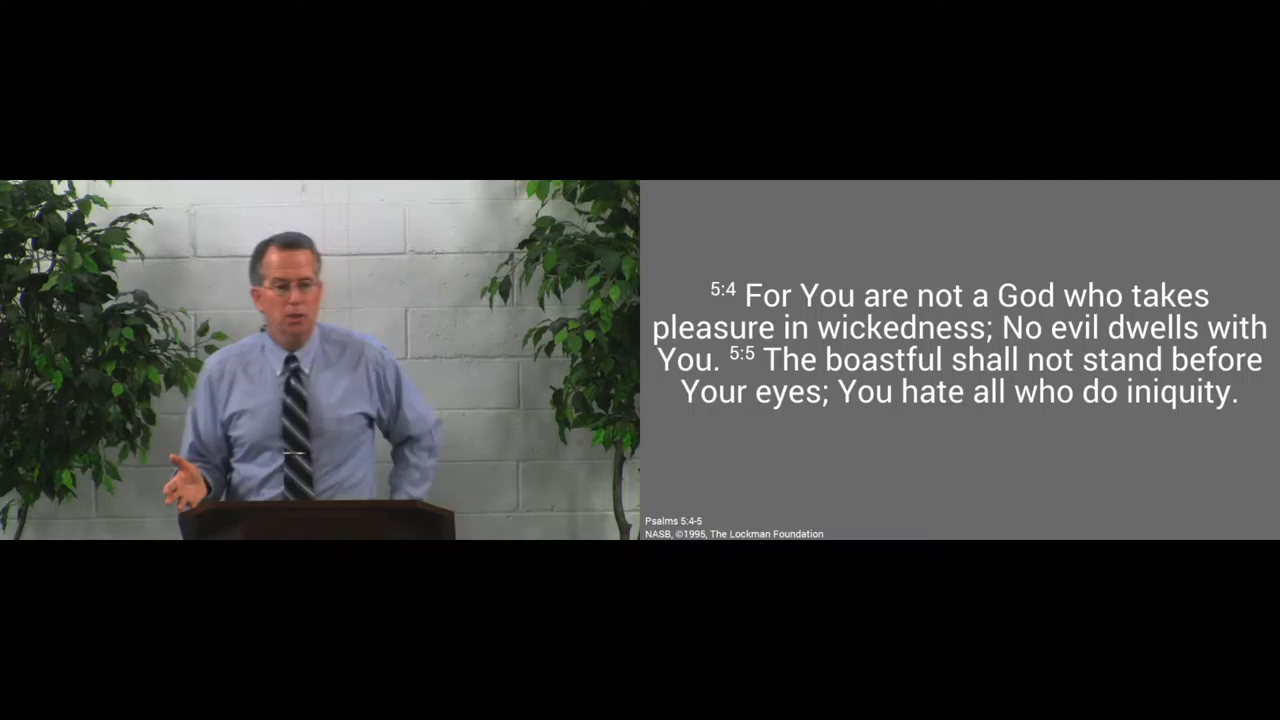 5:4 For You are not a God who takes
pleasure in wickedness; No evil dwells with
You. 5:5 The boastful shall not stand before
Your eyes; You hate all who do iniquity.
Psalms 5:4-5
NASB, ©1995, The Lockman Foundation